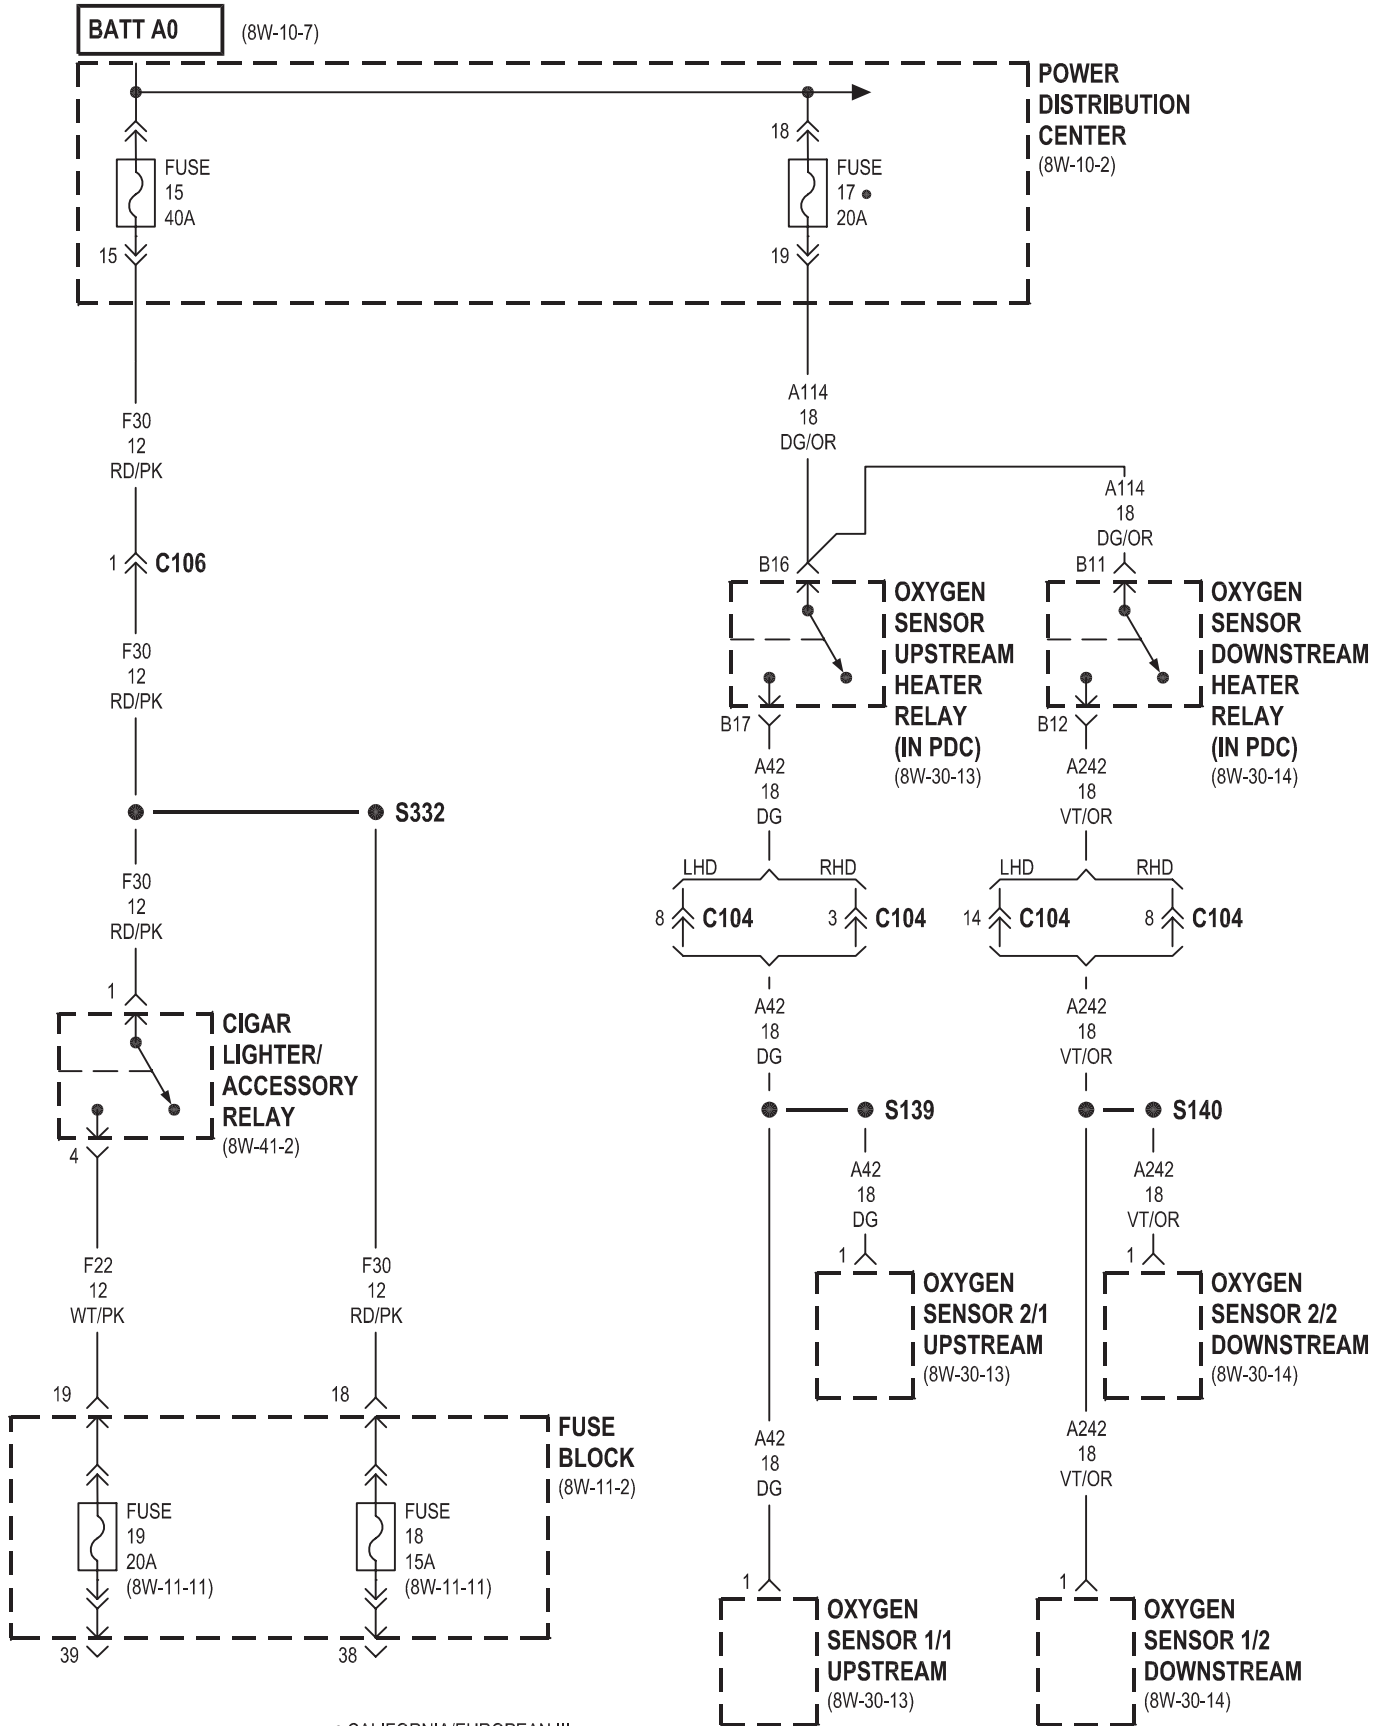 BATT A0 (8W-10-7)
POWER
DISTRIBUTION
CENTER
(8W-10-2)
FUSE
15
40A
15
18
FUSE
17 •
20A
19
F30
12
RD/PK
1 C106
F30
12
RD/PK
S332
F30
12
RD/PK
1
CIGAR
LIGHTER/
ACCESSORY
RELAY
(8W-41-2)
4
F22
12
WT/PK
F30
12
RD/PK
19
18
FUSE
BLOCK
(8W-11-2)
FUSE
19
20A
(8W-11-11)
FUSE
18
15A
(8W-11-11)
39
38
A114
18
DG/OR
A114
18
DG/OR
B16
OXYGEN
SENSOR
UPSTREAM
HEATER
RELAY
(IN PDC)
(8W-30-13)
B17
B11
OXYGEN
SENSOR
DOWNSTREAM
HEATER
RELAY
(IN PDC)
(8W-30-14)
B12
A42
18
DG
A242
18
VT/OR
LHD RHD
8 C104 3 C104
LHD RHD
14 C104 8 C104
A42
18
DG
A242
18
VT/OR
S139
S140
A42
18
DG
A242
18
VT/OR
1
OXYGEN
SENSOR 2/1
UPSTREAM
(8W-30-13)
1
OXYGEN
SENSOR 2/2
DOWNSTREAM
(8W-30-14)
A42
18
DG
A242
18
VT/OR
1
OXYGEN
SENSOR 1/1
UPSTREAM
(8W-30-13)
1
OXYGEN
SENSOR 1/2
DOWNSTREAM
(8W-30-14)
• CALIFORNIA/EUROPEAN III